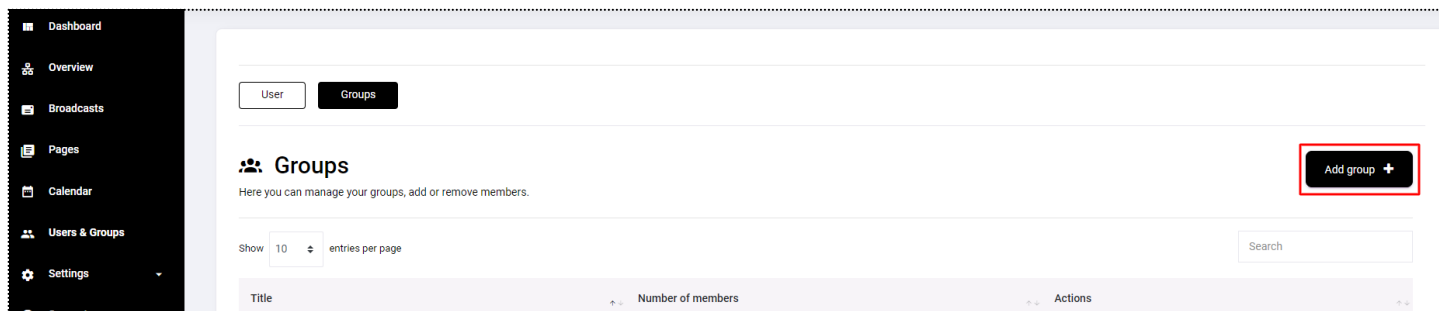 Dashboard
Overview
Broadcasts
Pages
Calendar
Users & Groups
Settings
User
Groups
Groups
Add group
Here you can manage your groups, add or remove members.
Show 10 entries per page
Search
Title
Number of members
Actions